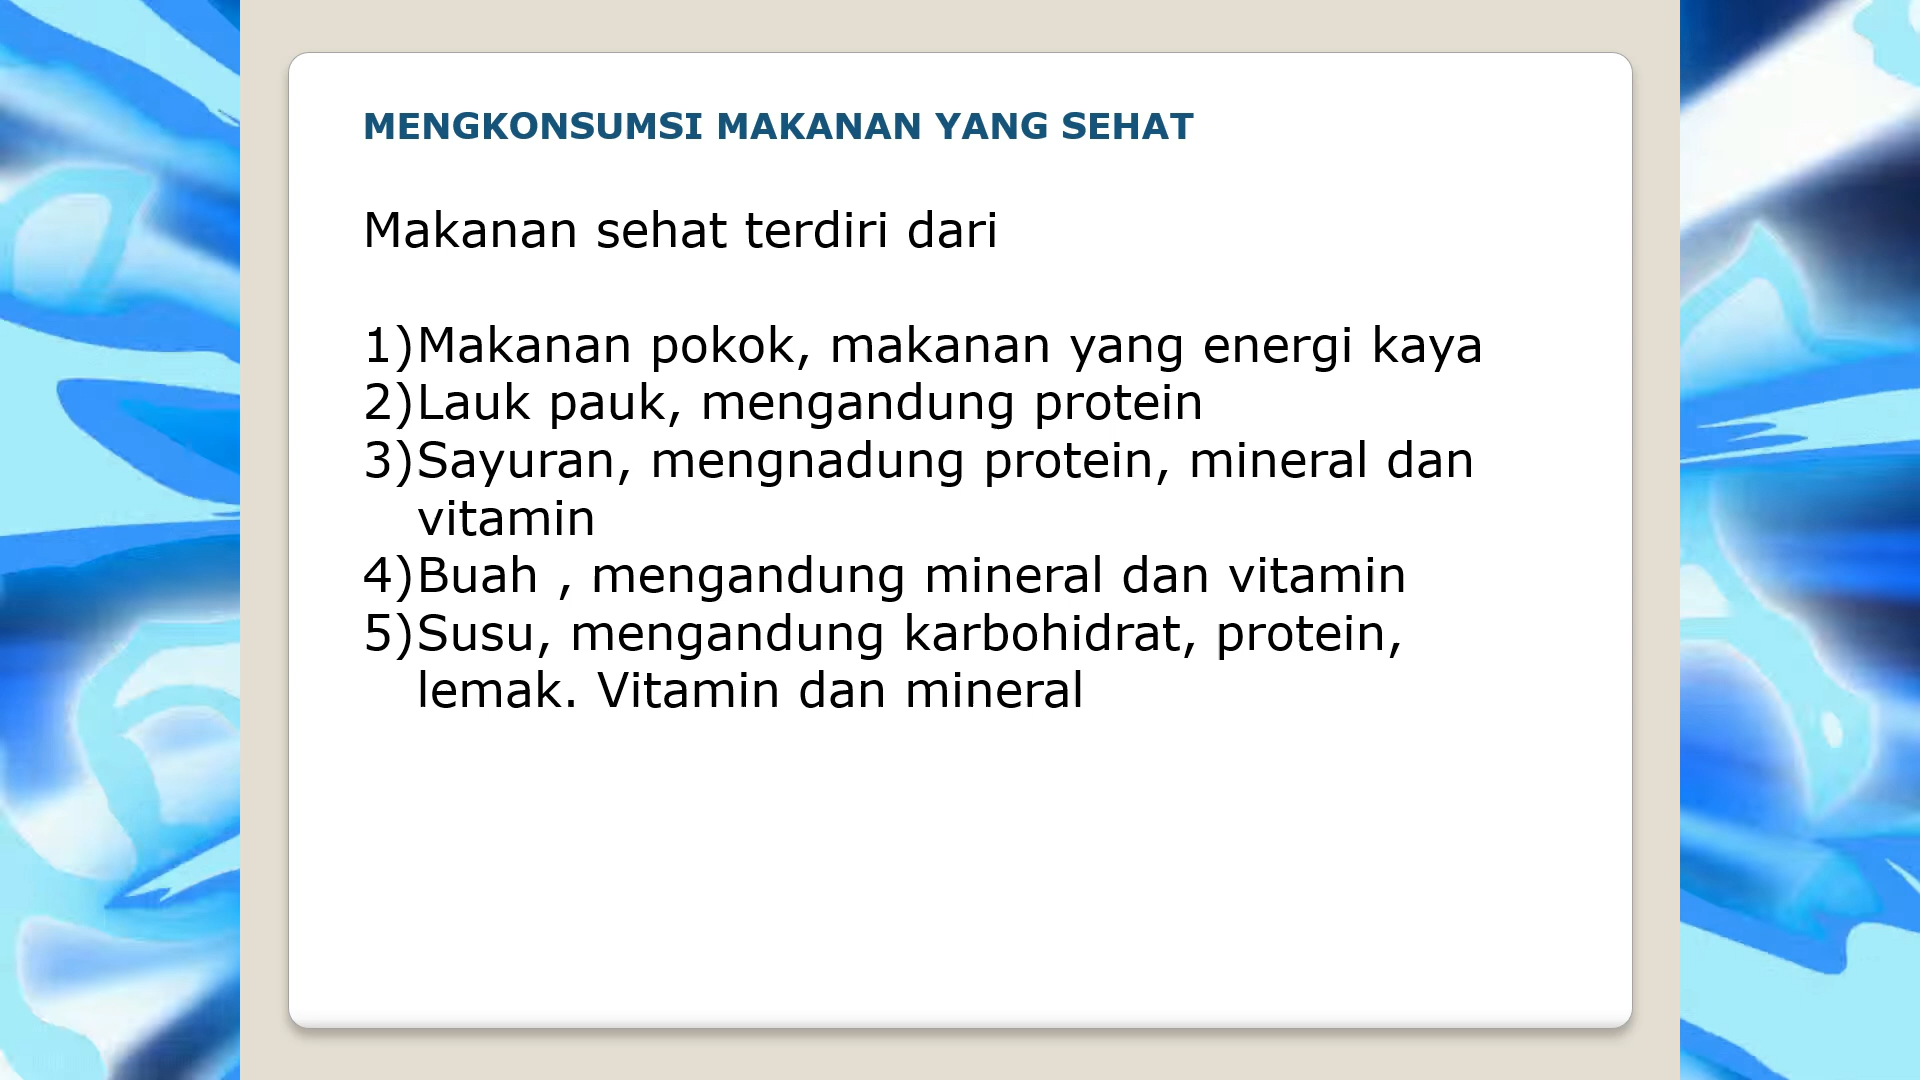 MENGKONSUMSI MAKANAN YANG SEHAT
Makanan sehat terdiri dari
1)Makanan pokok, makanan yang energi kaya
2)Lauk pauk, mengandung protein
3)Sayuran, mengnadung protein, mineral dan
vitamin
4)Buah , mengandung mineral dan vitamin
5)Susu, mengandung karbohidrat, protein,
lemak. Vitamin dan mineral